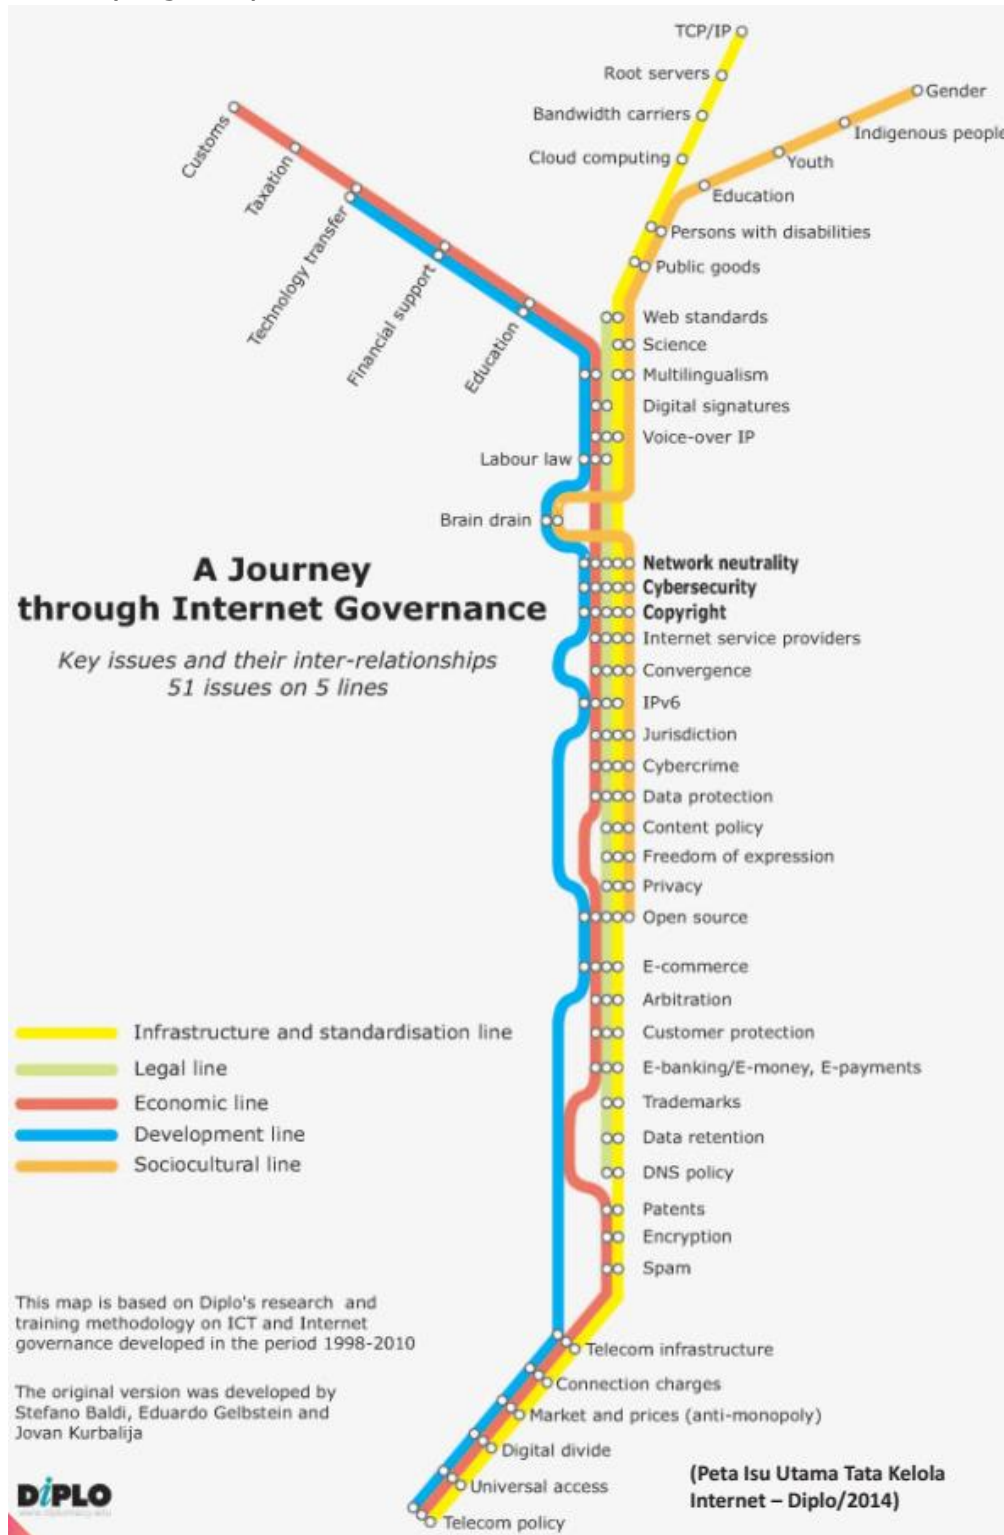 TCP/IP
Root servers
Bandwidth carriers
Cloud computing
Gender
Indigenous people
Youth
Education
Persons with disabilities
Public goods
Customs
Taxation
Technology transfer
Financial support
Education
Web standards
Science
Multilingualism
Digital signatures
Voice-over IP
Labour law
Brain drain
A Journey
through Internet Governance
Key issues and their inter-relationships
51 issues on 5 lines
Network neutrality
Cybersecurity
Copyright
Internet service providers
Convergence
IPv6
Jurisdiction
Cybercrime
Data protection
Content policy
Freedom of expression
Privacy
Open source
E-commerce
Arbitration
Customer protection
E-banking/E-money, E-payments
Trademarks
Data retention
DNS policy
Patents
Encryption
Spam
Infrastructure and standardisation line
Legal line
Economic line
Development line
Sociocultural line
Telecom infrastructure
Connection charges
Market and prices (anti-monopoly)
Digital divide
Universal access
Telecom policy
This map is based on Diplo's research and
training methodology on ICT and Internet
governance developed in the period 1998-2010
The original version was developed by
Stefano Baldi, Eduardo Gelbstein and
Jovan Kurbalija
DiPLO
(Peta Isu Utama Tata Kelola
Internet – Diplo/2014)